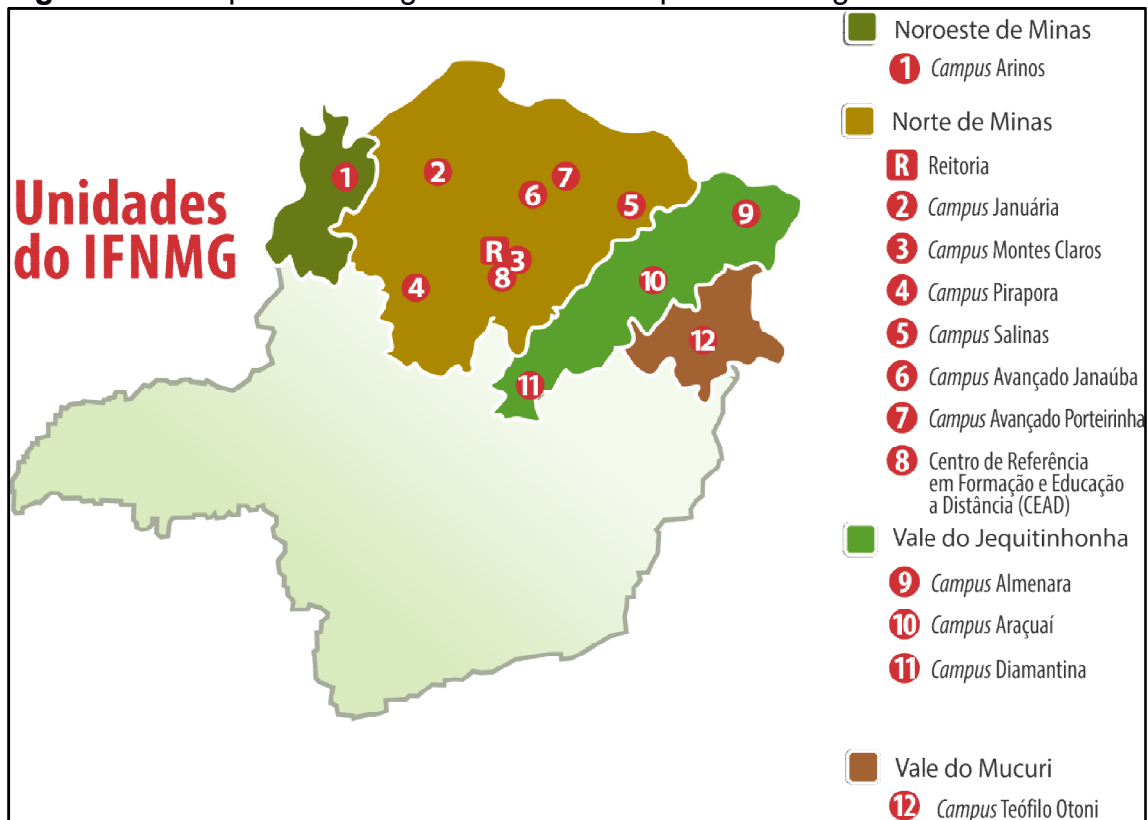 Unidades
do IFNMG
1
2
6
7
5
9
R
3
8
4
10
12
11
Noroeste de Minas
1 Campus Arinos
Norte de Minas
R Reitoria
2 Campus Januária
3 Campus Montes Claros
4 Campus Pirapora
5 Campus Salinas
6 Campus Avançado Janaúba
7 Campus Avançado Porteirinha
8 Centro de Referência
em Formação e Educação
a Distância (CEAD)
Vale do Jequitinhonha
9 Campus Almenara
10 Campus Araçuaí
11 Campus Diamantina
Vale do Mucuri
12 Campus Teófilo Otoni